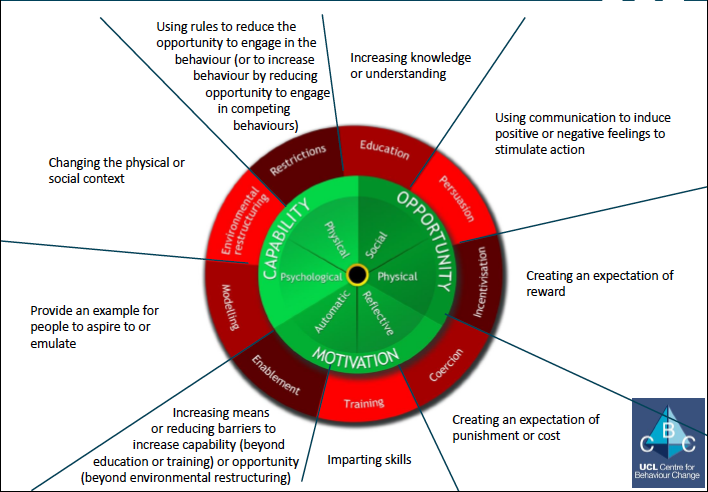 Using rules to reduce the
opportunity to engage in the
behaviour (or to increase
behaviour by reducing
opportunity to engage
in competing
behaviours)
Increasing knowledge
or understanding
Using communication to induce
positive or negative feelings to
stimulate action
Changing the physical or
social context
Restrictions
Education
Persuasion
Environmental
restructuring
CAPABILITY
OPPORTUNITY
Physical
Social
Psychological
Physical
Automatic
Reflective
MOTIVATION
Modelling
Incentivisation
Creating an expectation of
reward
Provide an example for
people to aspire to or
emulate
Enablement
Training
Coercion
Increasing means
or reducing barriers to
increase capability (beyond
education or training) or opportunity
(beyond environmental restructuring)
Imparting skills
Creating an expectation of
punishment or cost
C B C
UCL Centre for
Behaviour Change